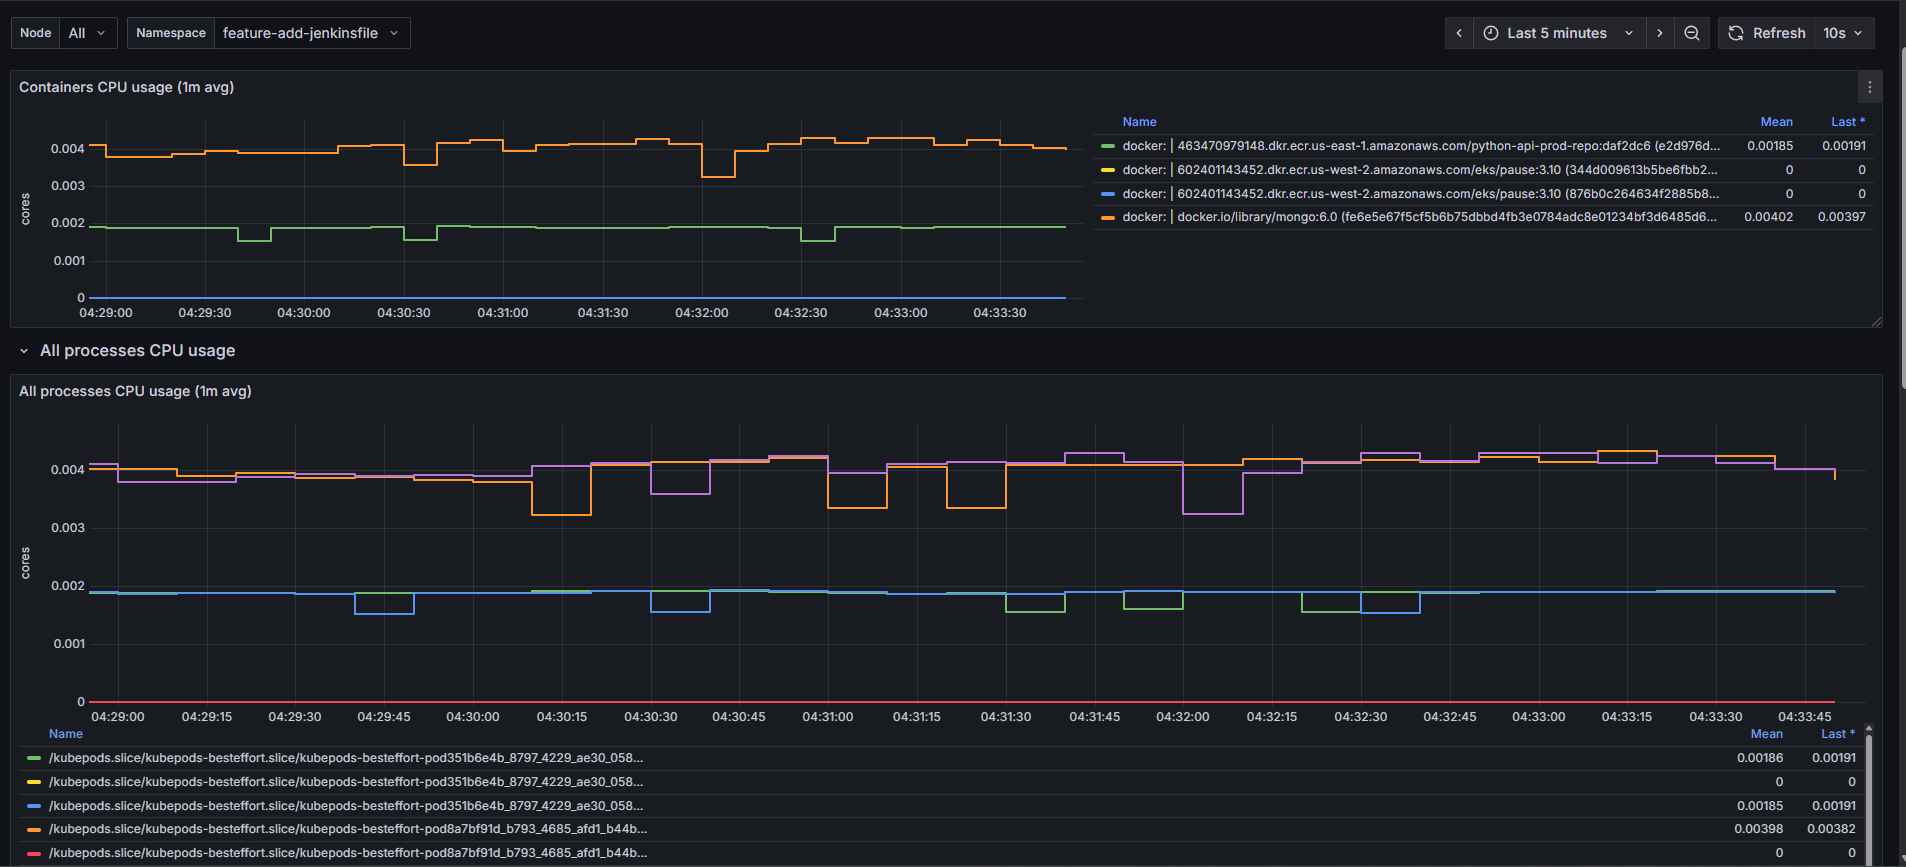 Node All Namespace feature-add-jenkinsfile Last 5 minutes Refresh 10s
Containers CPU usage (1m avg)
Name Mean Last *
docker: | 463470979148.dkr.ecr.us-east-1.amazonaws.com/python-api-prod-repo:daf2dc6 (e2d976d... 0.00185 0.00191
docker: | 602401143452.dkr.ecr.us-west-2.amazonaws.com/eks/pause:3.10 (344d009613b5be6fbb2... 0 0
docker: | 602401143452.dkr.ecr.us-west-2.amazonaws.com/eks/pause:3.10 (876b0c264634f2885b8... 0 0
docker: | docker.io/library/mongo:6.0 (fe6e5e67f5cf5b6b75dbbd4fb3e0784adc8e01234bf3d6485d6... 0.00402 0.00397
cores
0.004
0.003
0.002
0.001
0
04:29:00 04:29:30 04:30:00 04:30:30 04:31:00 04:31:30 04:32:00 04:32:30 04:33:00 04:33:30
All processes CPU usage
All processes CPU usage (1m avg)
cores
0.004
0.003
0.002
0.001
0
04:29:00 04:29:15 04:29:30 04:29:45 04:30:00 04:30:15 04:30:30 04:30:45 04:31:00 04:31:15 04:31:30 04:31:45 04:32:00 04:32:15 04:32:30 04:32:45 04:33:00 04:33:15 04:33:30 04:33:45
Name Mean Last *
/kubepods.slice/kubepods-besteffort.slice/kubepods-besteffort-pod351b6e4b_8797_4229_ae30_058... 0.00186 0.00191
/kubepods.slice/kubepods-besteffort.slice/kubepods-besteffort-pod351b6e4b_8797_4229_ae30_058... 0 0
/kubepods.slice/kubepods-besteffort.slice/kubepods-besteffort-pod351b6e4b_8797_4229_ae30_058... 0.00185 0.00191
/kubepods.slice/kubepods-besteffort.slice/kubepods-besteffort-pod8a7bf91d_b793_4685_afd1_b44b... 0.00398 0.00382
/kubepods.slice/kubepods-besteffort.slice/kubepods-besteffort-pod8a7bf91d_b793_4685_afd1_b44b... 0 0